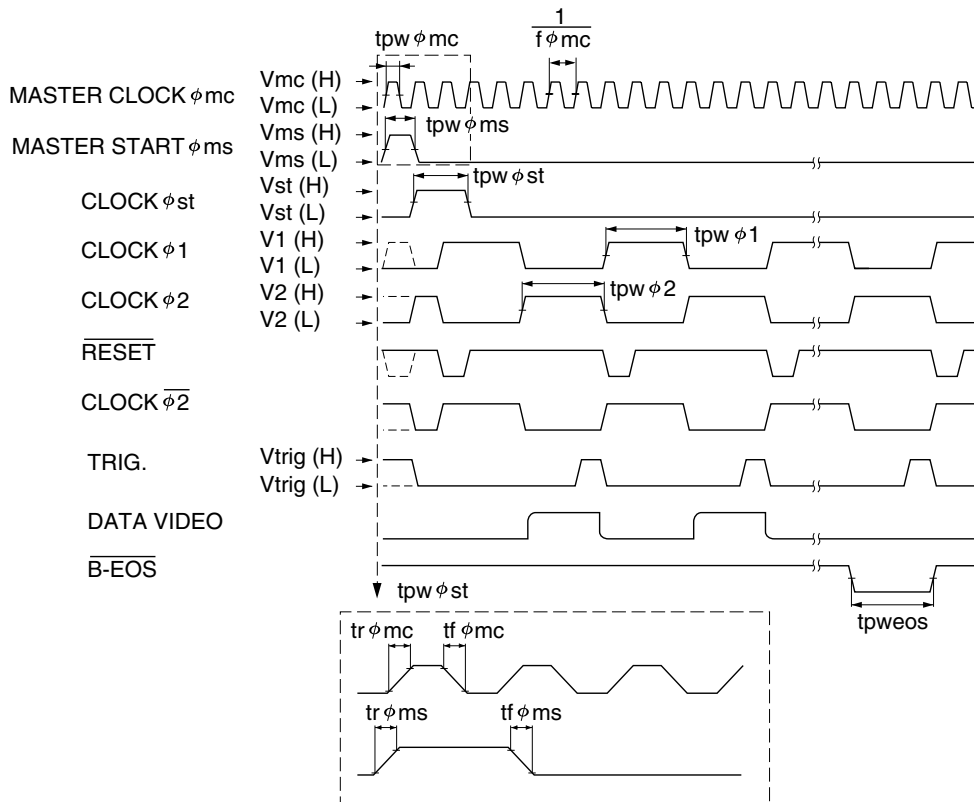 tpw φmc
1
f φmc
MASTER CLOCK φmc
Vmc (H)
Vmc (L)
tpw φms
MASTER START φms
Vms (H)
Vms (L)
tpw φst
CLOCK φst
Vst (H)
Vst (L)
CLOCK φ1
V1 (H)
V1 (L)
tpw φ1
CLOCK φ2
V2 (H)
V2 (L)
tpw φ2
RESET
CLOCK φ2
TRIG.
Vtrig (H)
Vtrig (L)
DATA VIDEO
B-EOS
tpw φst
tpweos
tr φmc
tf φmc
tr φms
tf φms